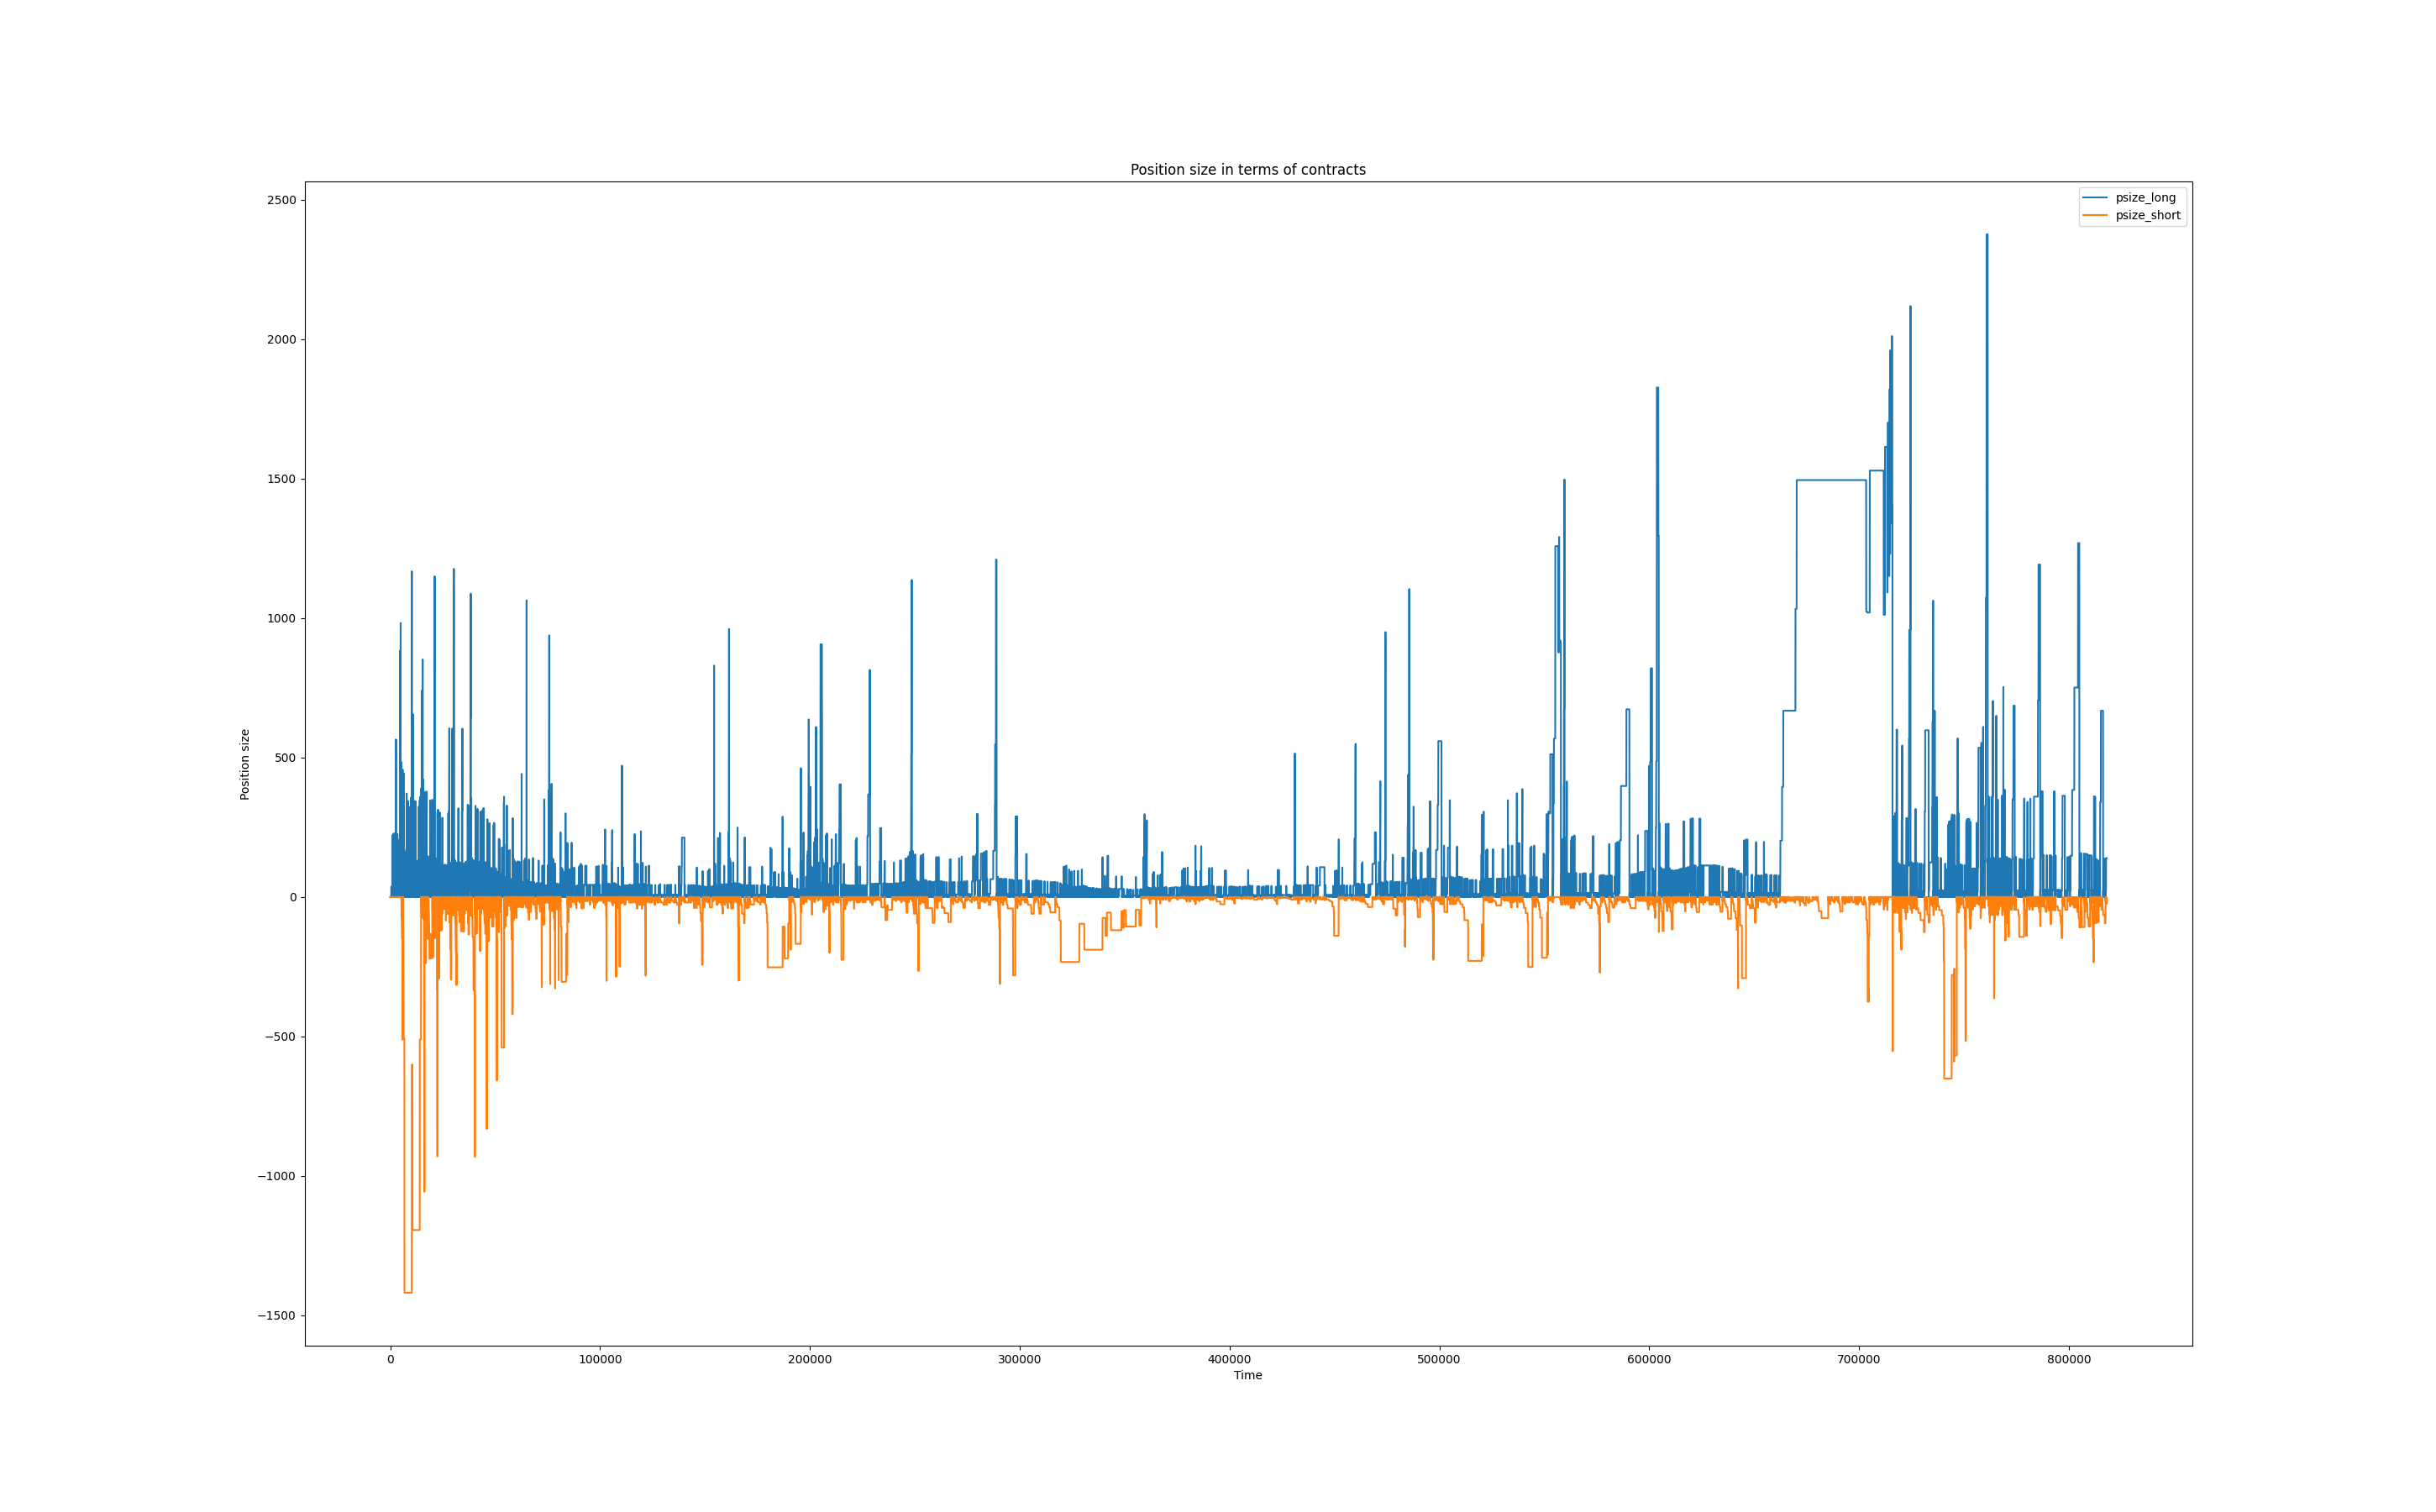 Position size in terms of contracts
psize_long
psize_short
2500
2000
1500
1000
500
0
−500
−1000
−1500
Position size
0 100000 200000 300000 400000 500000 600000 700000 800000
Time